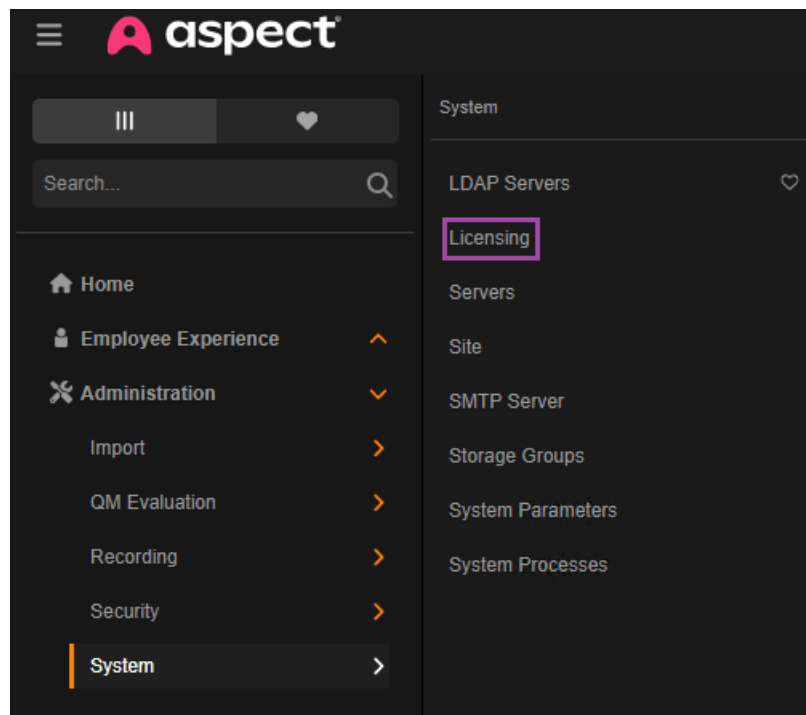 aspect
Search...
Home
Employee Experience
Administration
Import
QM Evaluation
Recording
Security
System
System
LDAP Servers
Licensing
Servers
Site
SMTP Server
Storage Groups
System Parameters
System Processes